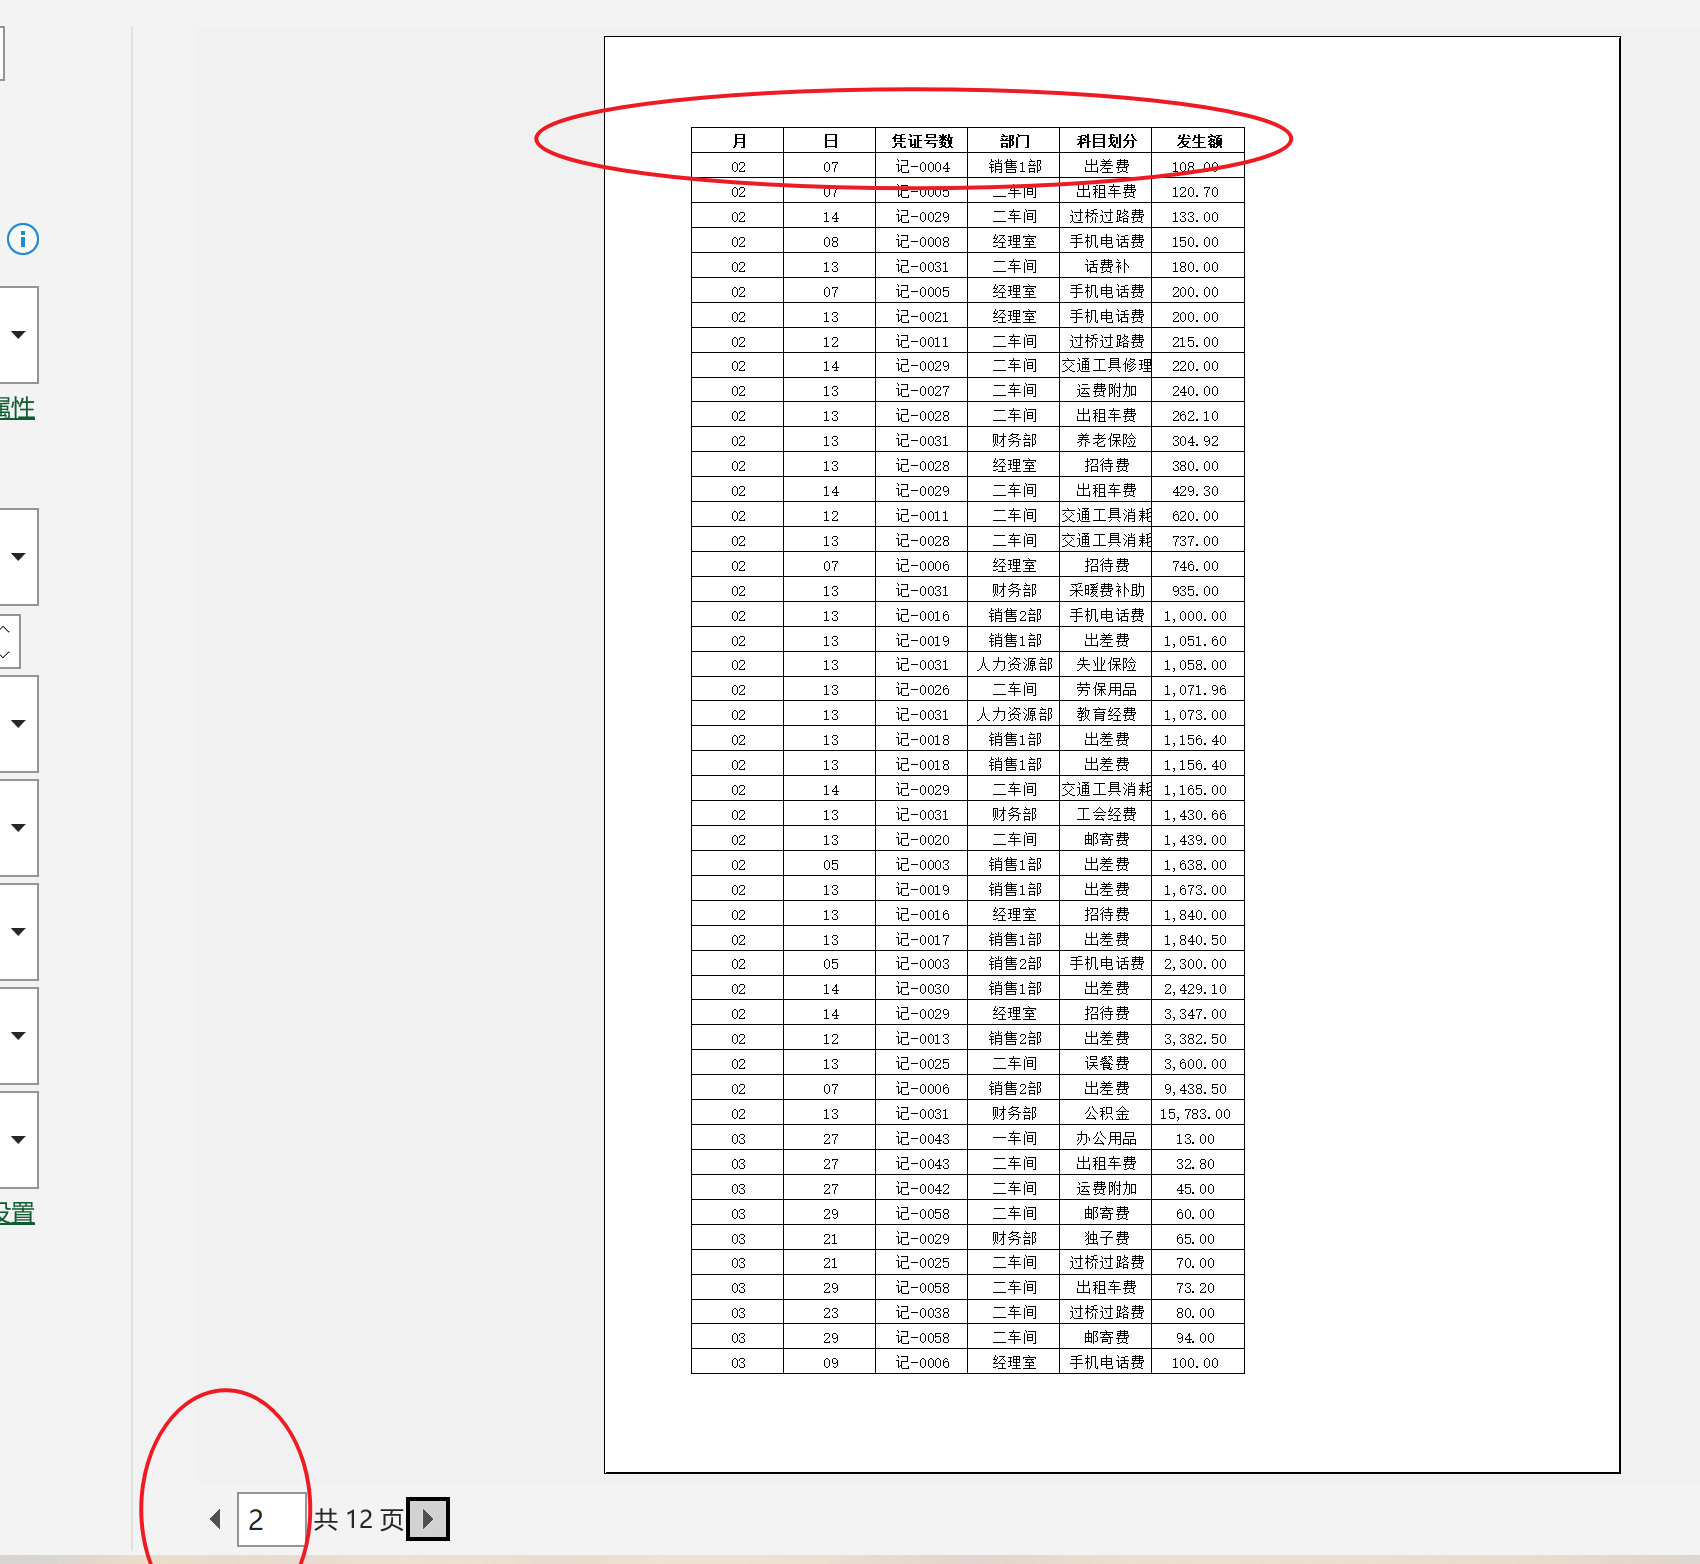 月 日 凭证号数 部门 科目划分 发生额
02 07 记-0004 销售1部 出差费 108.00
02 07 记-0005 二车间 出租车费 120.70
02 14 记-0029 二车间 过桥过路费 133.00
02 08 记-0008 经理室 手机电话费 150.00
02 13 记-0031 二车间 话费补 180.00
02 07 记-0005 经理室 手机电话费 200.00
02 13 记-0021 经理室 手机电话费 200.00
02 12 记-0011 二车间 过桥过路费 215.00
02 14 记-0029 二车间 交通工具修理 220.00
02 13 记-0027 二车间 运费附加 240.00
02 13 记-0028 二车间 出租车费 262.10
02 13 记-0031 财务部 养老保险 304.92
02 13 记-0028 经理室 招待费 380.00
02 14 记-0029 二车间 出租车费 429.30
02 12 记-0011 二车间 交通工具消耗 620.00
02 13 记-0028 二车间 交通工具消耗 737.00
02 07 记-0006 经理室 招待费 746.00
02 13 记-0031 财务部 采暖费补助 935.00
02 13 记-0016 销售2部 手机电话费 1,000.00
02 13 记-0019 销售1部 出差费 1,051.60
02 13 记-0031 人力资源部 失业保险 1,058.00
02 13 记-0026 二车间 劳保用品 1,071.96
02 13 记-0031 人力资源部 教育经费 1,073.00
02 13 记-0018 销售1部 出差费 1,156.40
02 13 记-0018 销售1部 出差费 1,156.40
02 14 记-0029 二车间 交通工具消耗 1,165.00
02 13 记-0031 财务部 工会经费 1,430.66
02 13 记-0020 二车间 邮寄费 1,439.00
02 05 记-0003 销售1部 出差费 1,638.00
02 13 记-0019 销售1部 出差费 1,673.00
02 13 记-0016 经理室 招待费 1,840.00
02 13 记-0017 销售1部 出差费 1,840.50
02 05 记-0003 销售2部 手机电话费 2,300.00
02 14 记-0030 销售1部 出差费 2,429.10
02 14 记-0029 经理室 招待费 3,347.00
02 12 记-0013 销售2部 出差费 3,382.50
02 13 记-0025 二车间 误餐费 3,600.00
02 07 记-0006 销售2部 出差费 9,438.50
02 13 记-0031 财务部 公积金 15,783.00
03 27 记-0043 一车间 办公用品 13.00
03 27 记-0043 二车间 出租车费 32.80
03 27 记-0042 二车间 运费附加 45.00
03 29 记-0058 二车间 邮寄费 60.00
03 21 记-0029 财务部 独子费 65.00
03 21 记-0025 二车间 过桥过路费 70.00
03 29 记-0058 二车间 出租车费 73.20
03 23 记-0038 二车间 过桥过路费 80.00
03 29 记-0058 二车间 邮寄费 94.00
03 09 记-0006 经理室 手机电话费 100.00
属性
设置
2 共 12 页